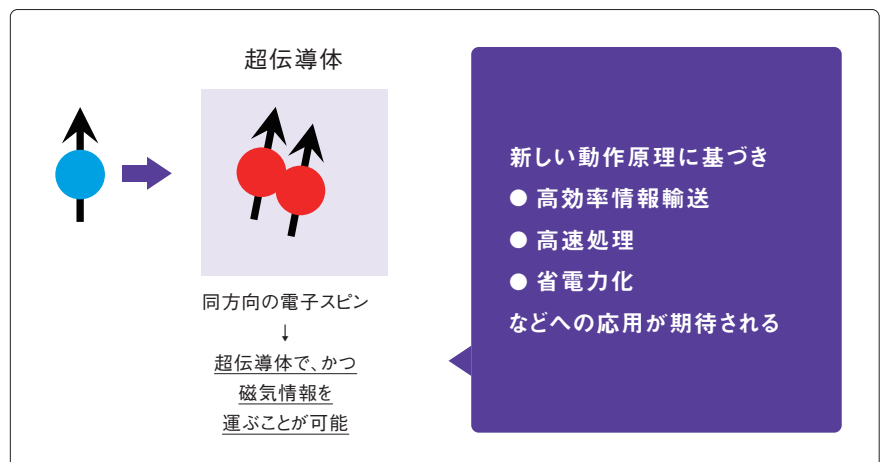 超伝導体
同方向の電子スピン
↓
超伝導体で、かつ
磁気情報を
運ぶことが可能
新しい動作原理に基づき
● 高効率情報輸送
● 高速処理
● 省電力化
などへの応用が期待される